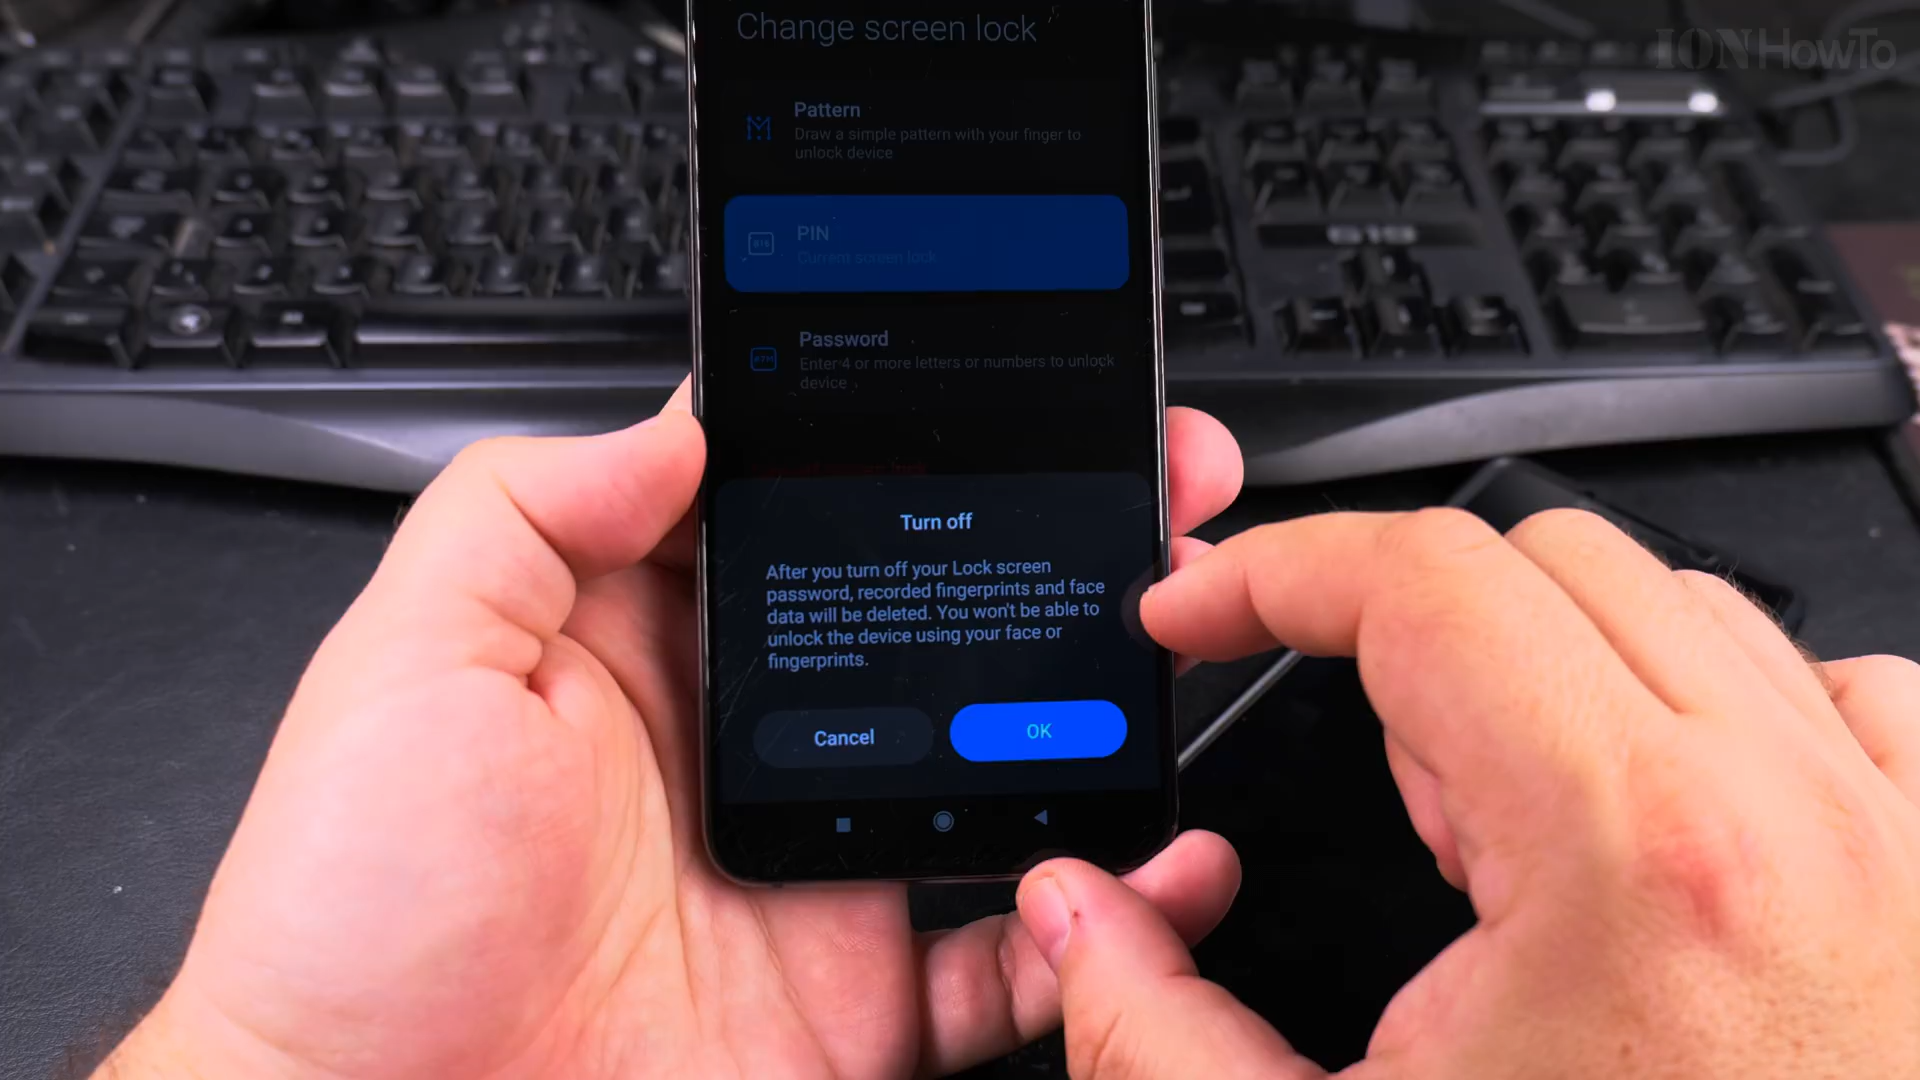 ION HowTo
Change screen lock
Pattern
Draw a simple pattern with your finger to
unlock device
PIN
Current screen lock
Password
Enter 4 or more letters or numbers to unlock
device
Turn off
After you turn off your Lock screen
password, recorded fingerprints and face
data will be deleted. You won't be able to
unlock the device using your face or
fingerprints.
Cancel
OK